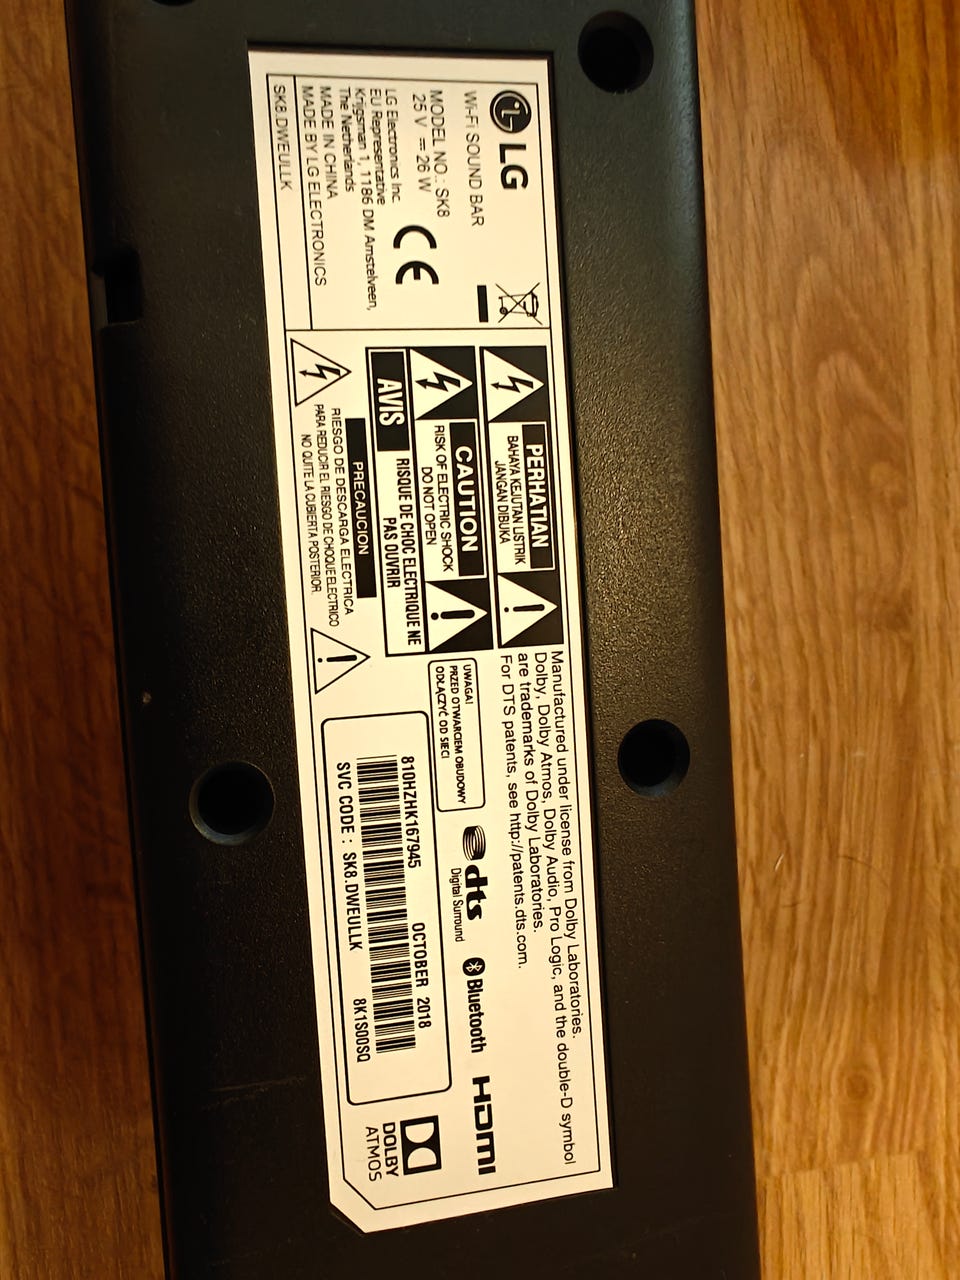 LG
Wi-Fi SOUND BAR
MODEL NO.: SK8
25 V ⎓ 26 W
CE
LG Electronics Inc.
EU Representative
Krijgsman 1, 1186 DM Amstelveen,
The Netherlands
MADE IN CHINA
MADE BY LG ELECTRONICS
SK8.DWEULLK
PERHATIAN
BAHAYA KEJUTAN LISTRIK
JANGAN DIBUKA
CAUTION
RISK OF ELECTRIC SHOCK
DO NOT OPEN
AVIS
RISQUE DE CHOC ELECTRIQUE NE
PAS OUVRIR
PRECAUCION
RIESGO DE DESCARGA ELECTRICA
PARA REDUCIR EL RIESGO DE CHOQUE ELECTRICO
NO QUITE LA CUBIERTA POSTERIOR.
Manufactured under license from Dolby Laboratories.
Dolby, Dolby Atmos, Dolby Audio, Pro Logic, and the double-D symbol
are trademarks of Dolby Laboratories.
For DTS patents, see http://patents.dts.com.
UWAGA!
PRZED OTWARCIEM OBUDOWY
ODŁĄCZYĆ OD SIECI
dts
Digital Surround
Bluetooth
HDMI
810HZHK167945 OCTOBER 2018
SVC CODE : SK8.DWEULLK 8K1S00SQ
DOLBY
ATMOS